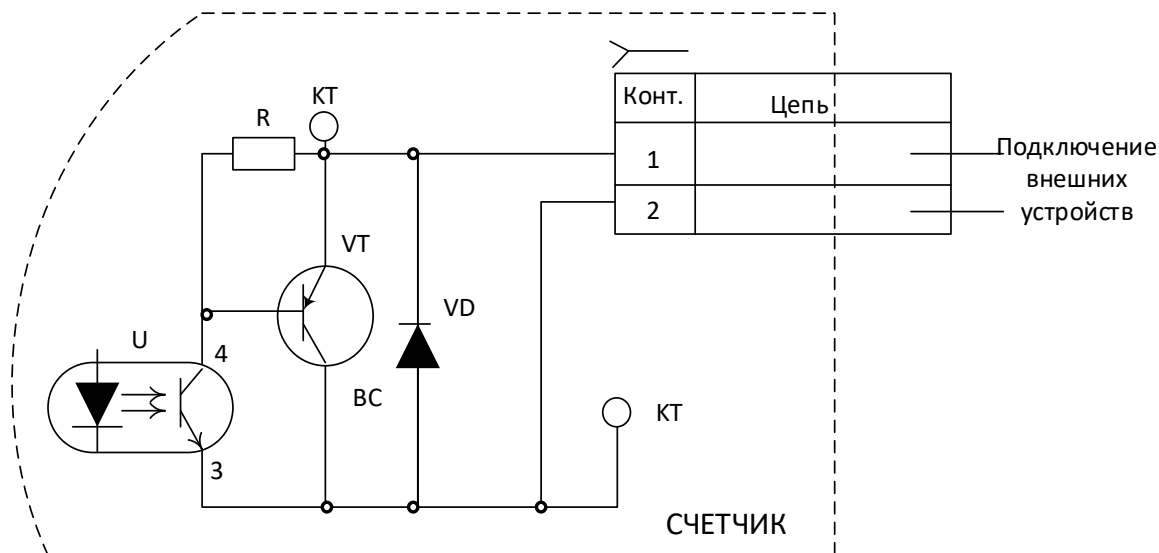 KT
R
Конт.
Цепь
1
2
Подключение
внешних
устройств
VT
VD
U
4
BC
KT
3
СЧЕТЧИК